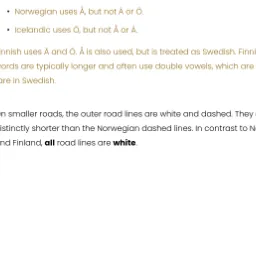 • Norwegian uses Å, but not Ä or Ö.
• Icelandic uses Ö, but not Å or Ä.
innish uses Ä and Ö. Å is also used, but is treated as Swedish. Finni
ords are typically longer and often use double vowels, which are
are in Swedish.
n smaller roads, the outer road lines are white and dashed. They
istinctly shorter than the Norwegian dashed lines. In contrast to No
nd Finland, all road lines are white.